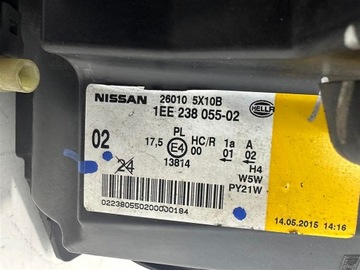 NISSAN 26010 5X10B
1EE 238 055-02
HELLA
02
PL
17,5 E4 HC/R 1a A
00 01 02
13814
24
H4
W5W
PY21W
02238055020000184
14.05.2015 14:16